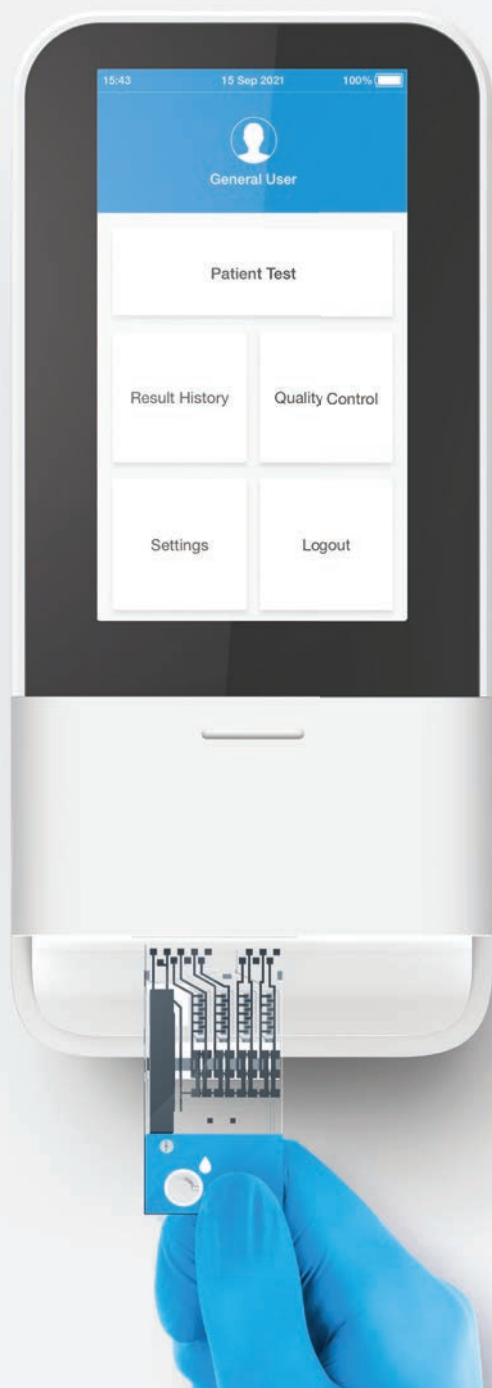 15:43 15 Sep 2021 100%
General User
Patient Test
Result History Quality Control
Settings Logout